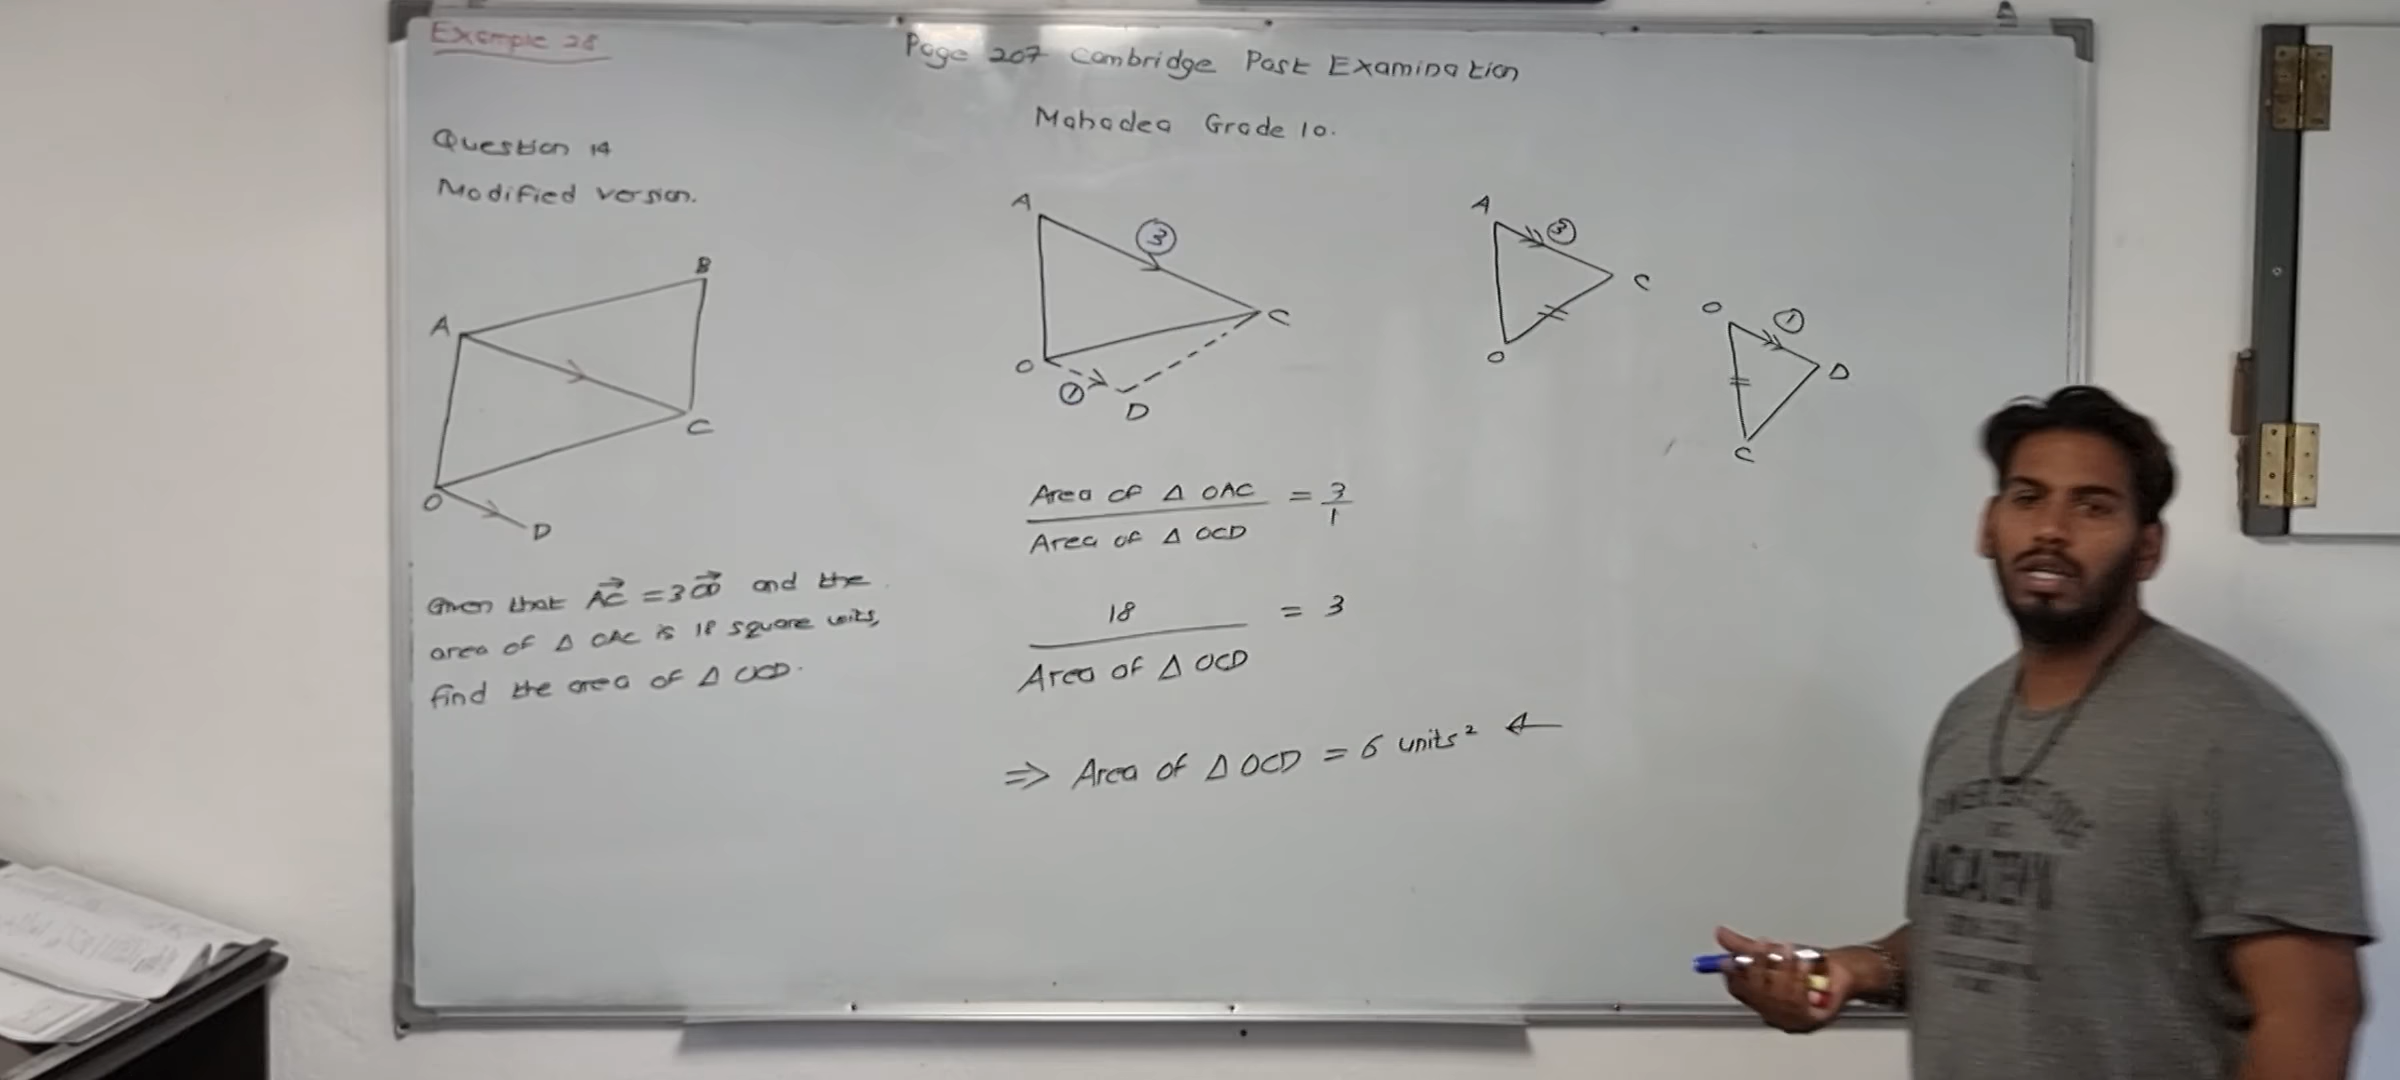 Example 28
Page 207 Cambridge Past Examination
Mahadea Grade 10.
Question 14
Modified version.
B
A
C
O
D
Given that AC⃗ = 3 OD⃗ and the
area of Δ OAC is 18 square units,
find the area of Δ OCD.
A
③
C
O
①
D
A
③
C
O
O
①
D
C
Area of Δ OAC / Area of Δ OCD = 3/1
18 / Area of Δ OCD = 3
⇒ Area of Δ OCD = 6 units²
ACADEMY